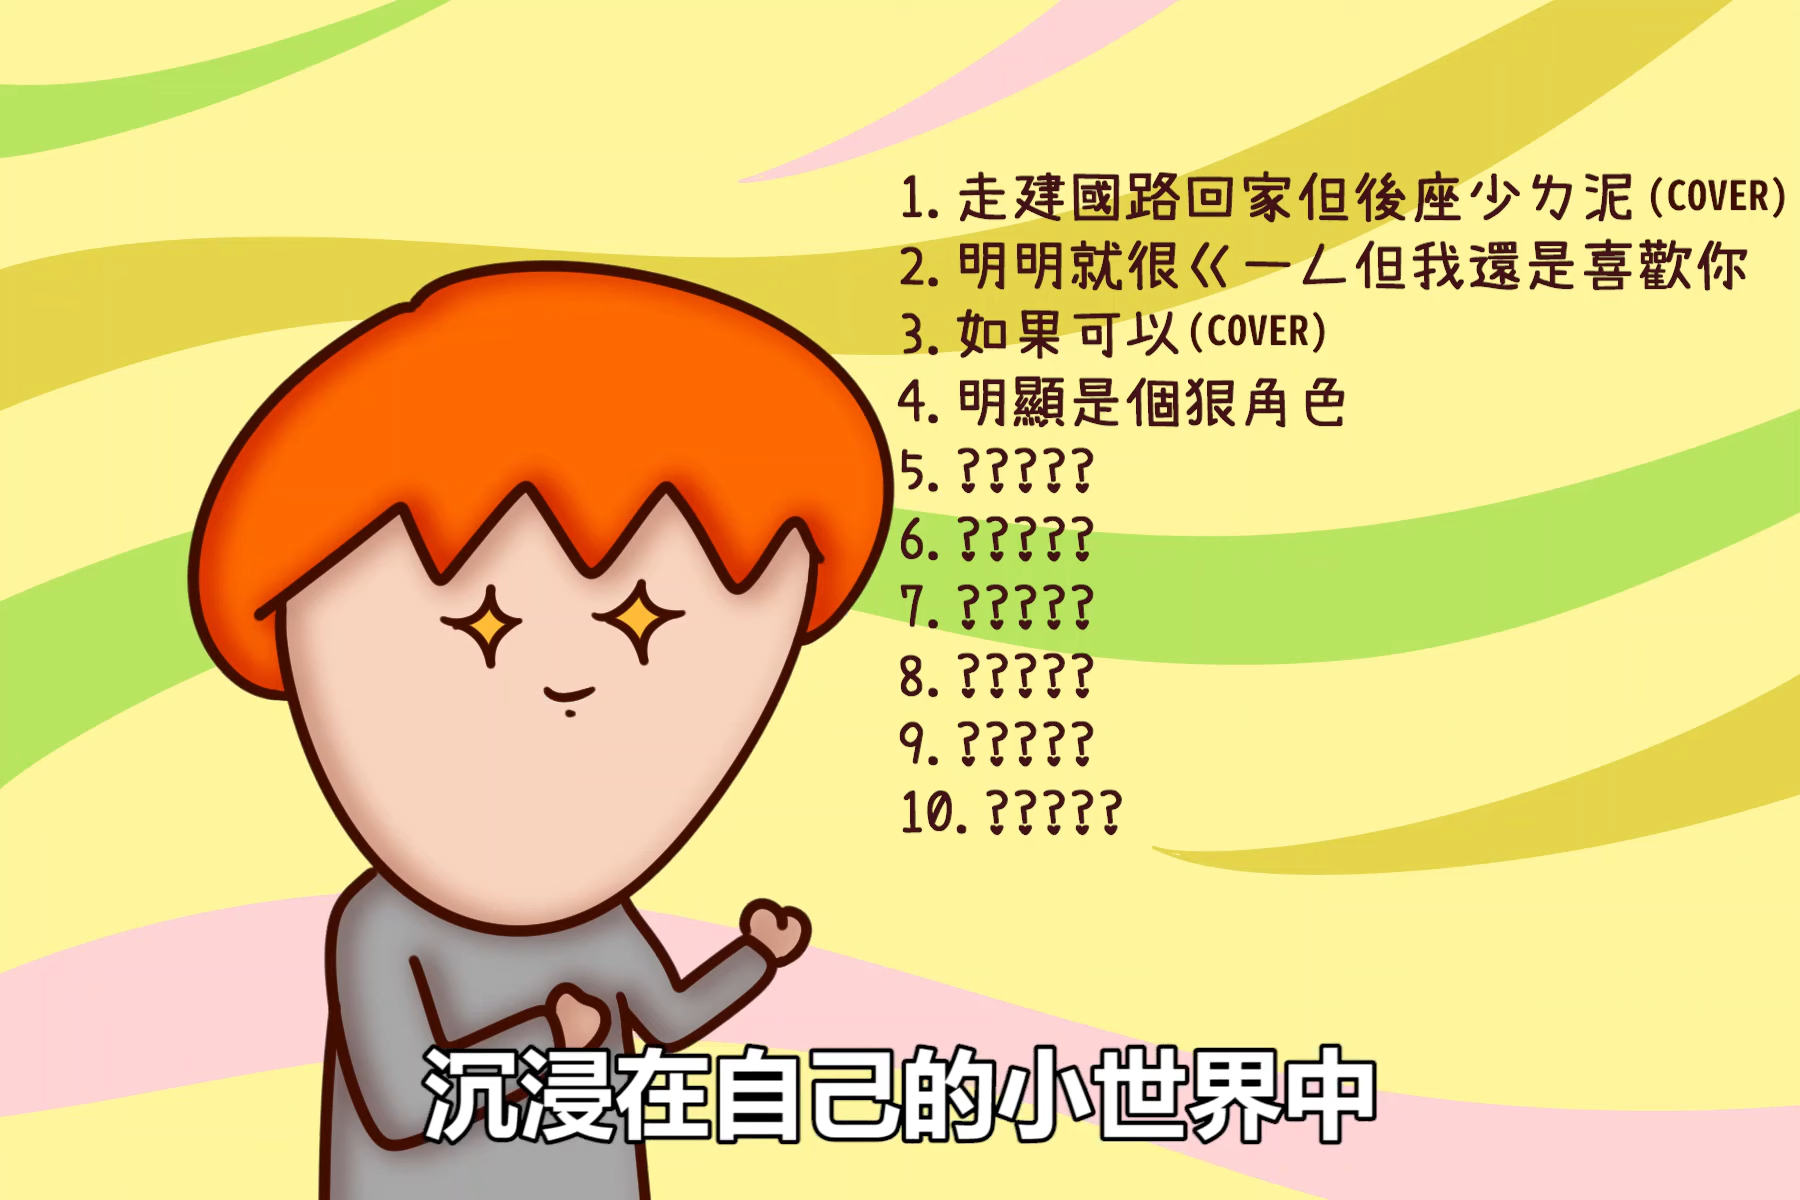 1. 走建國路回家但後座少ㄌ泥(COVER)
2. 明明就很ㄍㄧㄥ但我還是喜歡你
3. 如果可以(COVER)
4. 明顯是個狠角色
5. ?????
6. ?????
7. ?????
8. ?????
9. ?????
10. ?????
沉浸在自己的小世界中